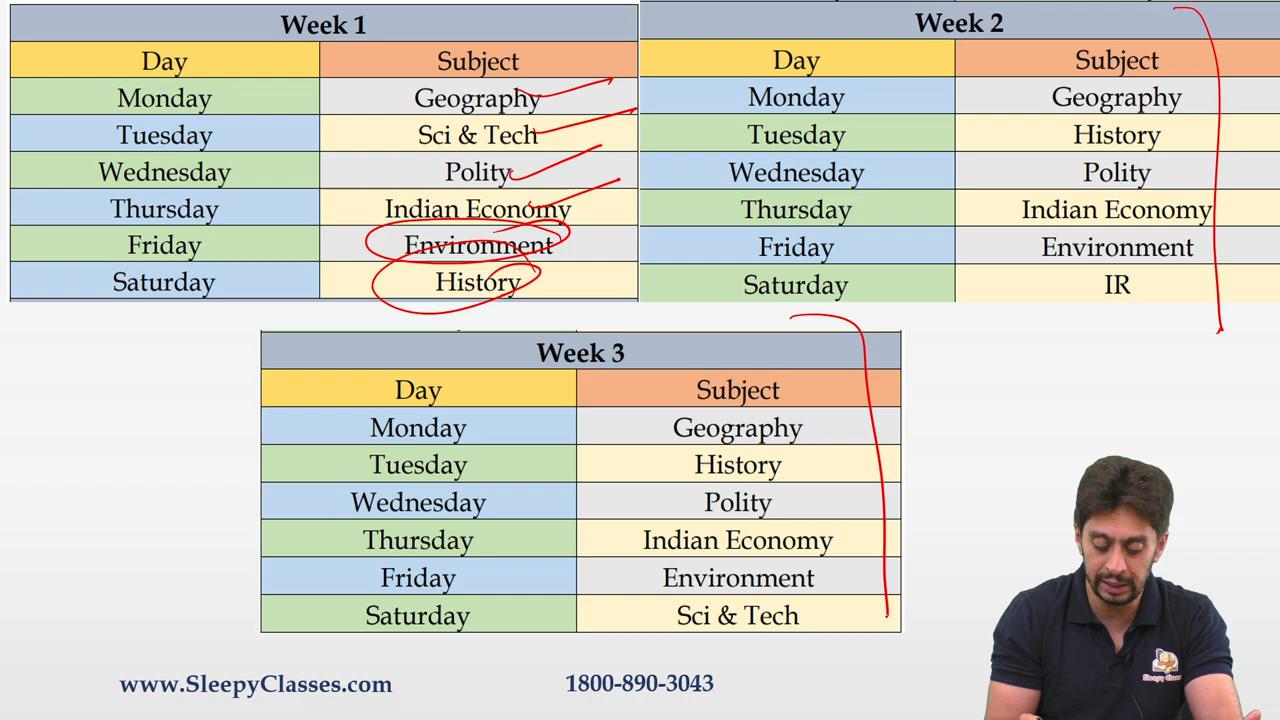 Week 1
Day Subject
Monday Geography
Tuesday Sci & Tech
Wednesday Polity
Thursday Indian Economy
Friday Environment
Saturday History
Week 2
Day Subject
Monday Geography
Tuesday History
Wednesday Polity
Thursday Indian Economy
Friday Environment
Saturday IR
Week 3
Day Subject
Monday Geography
Tuesday History
Wednesday Polity
Thursday Indian Economy
Friday Environment
Saturday Sci & Tech
www.SleepyClasses.com 1800-890-3043